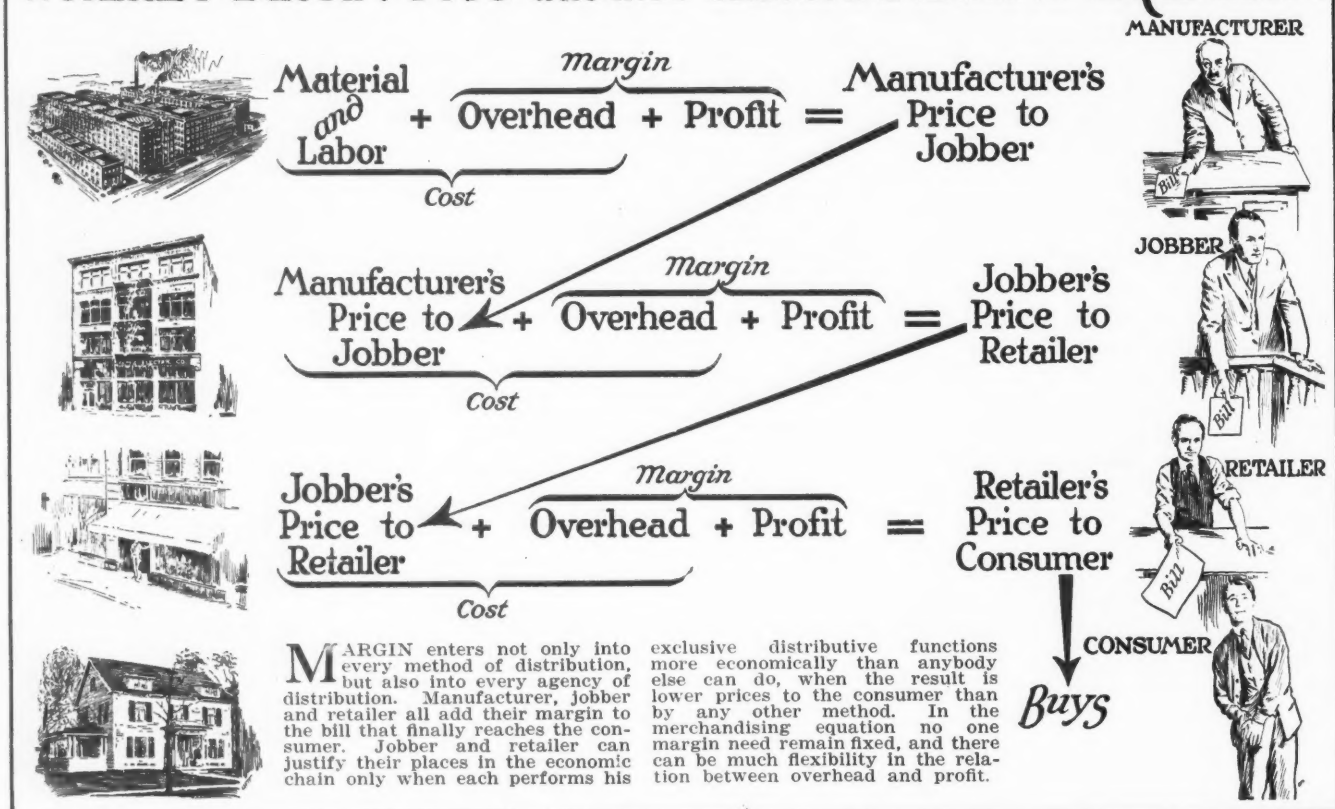 MANUFACTURER
Margin
Material and Labor + Overhead + Profit = Manufacturer's Price to Jobber
Cost
Bill
JOBBER
Margin
Manufacturer's Price to Jobber + Overhead + Profit = Jobber's Price to Retailer
Cost
Bill
RETAILER
Margin
Jobber's Price to Retailer + Overhead + Profit = Retailer's Price to Consumer
Cost
Bill
CONSUMER
Buys
MARGIN enters not only into
every method of distribution,
but also into every agency of
distribution. Manufacturer, jobber
and retailer all add their margin to
the bill that finally reaches the con-
sumer. Jobber and retailer can
justify their places in the economic
chain only when each performs his
exclusive distributive functions
more economically than anybody
else can do, when the result is
lower prices to the consumer than
by any other method. In the
merchandising equation no one
margin need remain fixed, and there
can be much flexibility in the rela-
tion between overhead and profit.